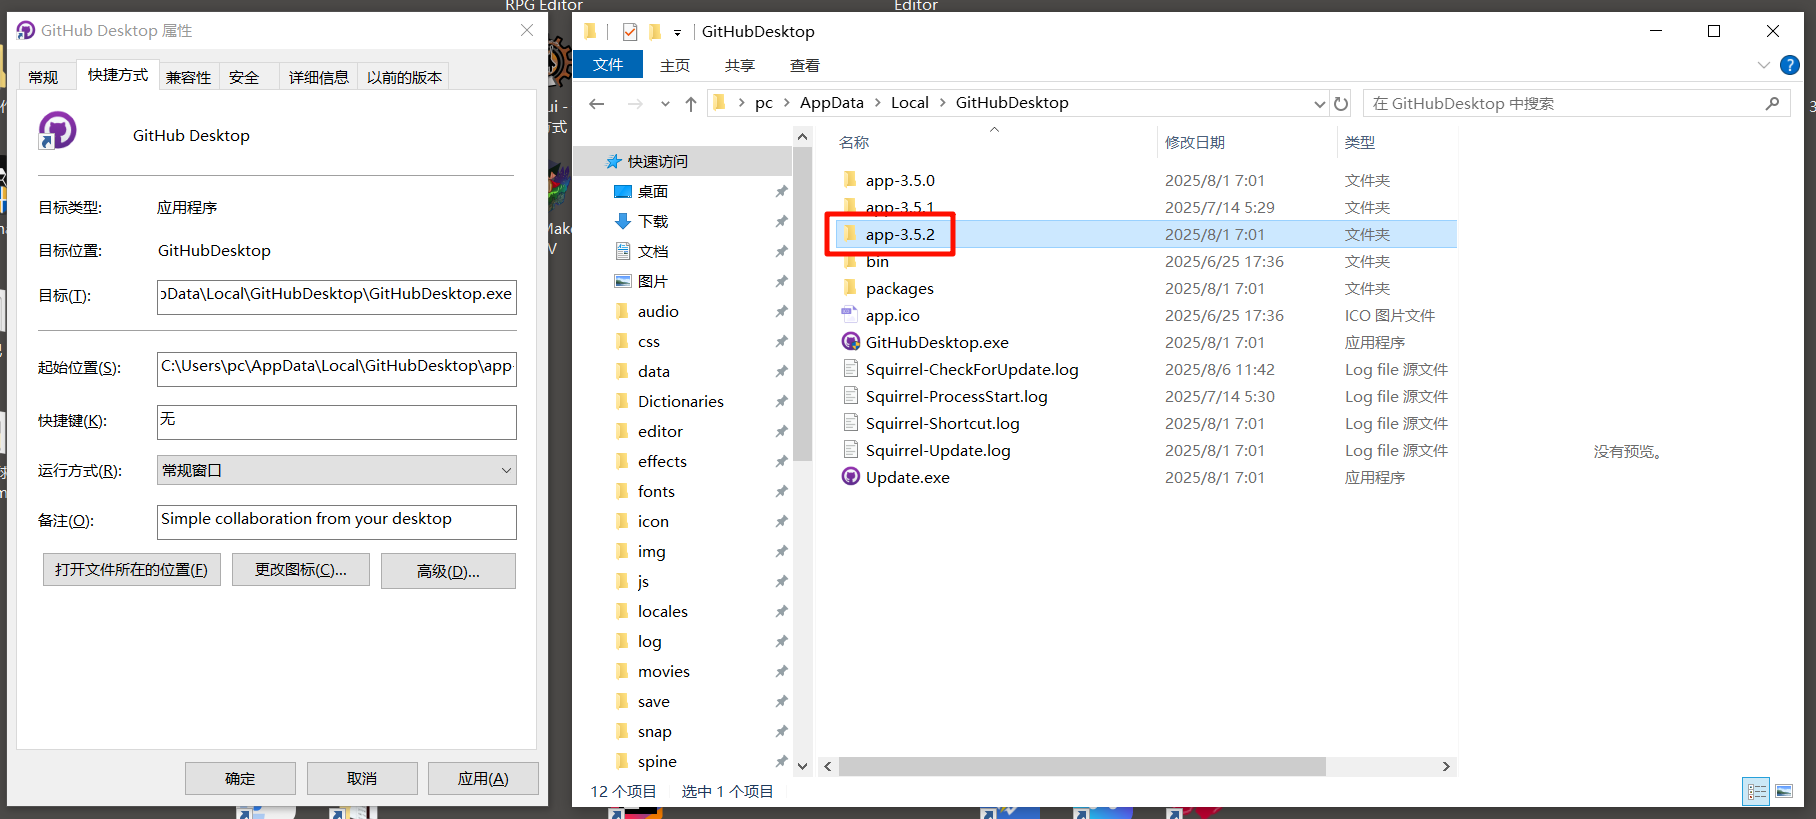 RPG Editor
Editor
GitHub Desktop 属性
常规
快捷方式
兼容性
安全
详细信息
以前的版本
GitHub Desktop
目标类型:
应用程序
目标位置:
GitHubDesktop
目标(T):
Data\Local\GitHubDesktop\GitHubDesktop.exe
起始位置(S):
C:\Users\pc\AppData\Local\GitHubDesktop\app-
快捷键(K):
无
运行方式(R):
常规窗口
备注(O):
Simple collaboration from your desktop
打开文件所在的位置(F)
更改图标(C)...
高级(D)...
确定
取消
应用(A)
GitHubDesktop
文件
主页
共享
查看
pc
AppData
Local
GitHubDesktop
在 GitHubDesktop 中搜索
快速访问
桌面
下载
文档
图片
audio
css
data
Dictionaries
editor
effects
fonts
icon
img
js
locales
log
movies
save
snap
spine
名称
修改日期
类型
app-3.5.0
2025/8/1 7:01
文件夹
app-3.5.1
2025/7/14 5:29
文件夹
app-3.5.2
2025/8/1 7:01
文件夹
bin
2025/6/25 17:36
文件夹
packages
2025/8/1 7:01
文件夹
app.ico
2025/6/25 17:36
ICO 图片文件
GitHubDesktop.exe
2025/8/1 7:01
应用程序
Squirrel-CheckForUpdate.log
2025/8/6 11:42
Log file 源文件
Squirrel-ProcessStart.log
2025/7/14 5:30
Log file 源文件
Squirrel-Shortcut.log
2025/8/1 7:01
Log file 源文件
Squirrel-Update.log
2025/8/1 7:01
Log file 源文件
Update.exe
2025/8/1 7:01
应用程序
没有预览。
12 个项目
选中 1 个项目